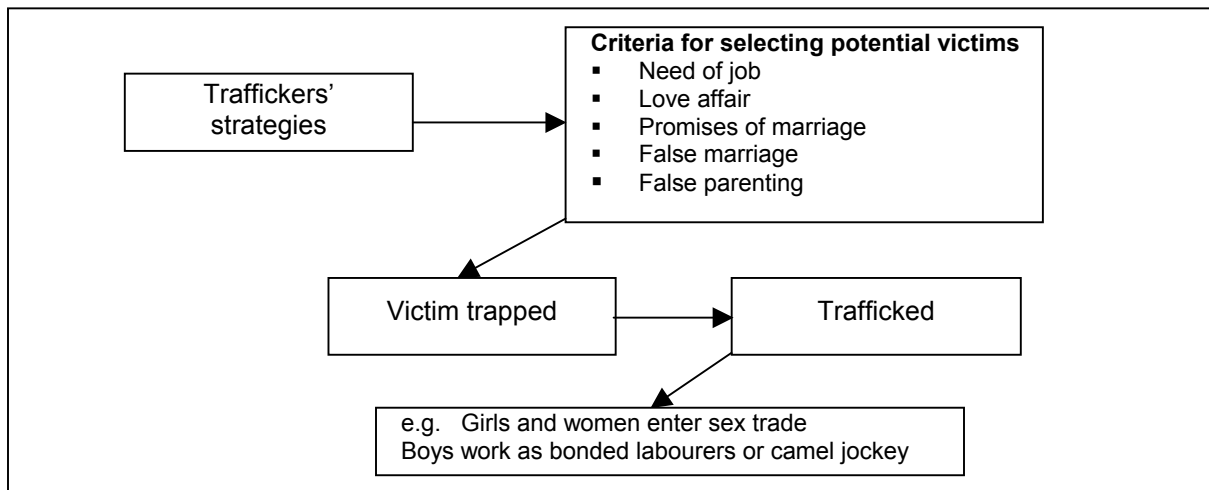 Traffickers’
strategies
Criteria for selecting potential victims
▪ Need of job
▪ Love affair
▪ Promises of marriage
▪ False marriage
▪ False parenting
Victim trapped
Trafficked
e.g. Girls and women enter sex trade
Boys work as bonded labourers or camel jockey